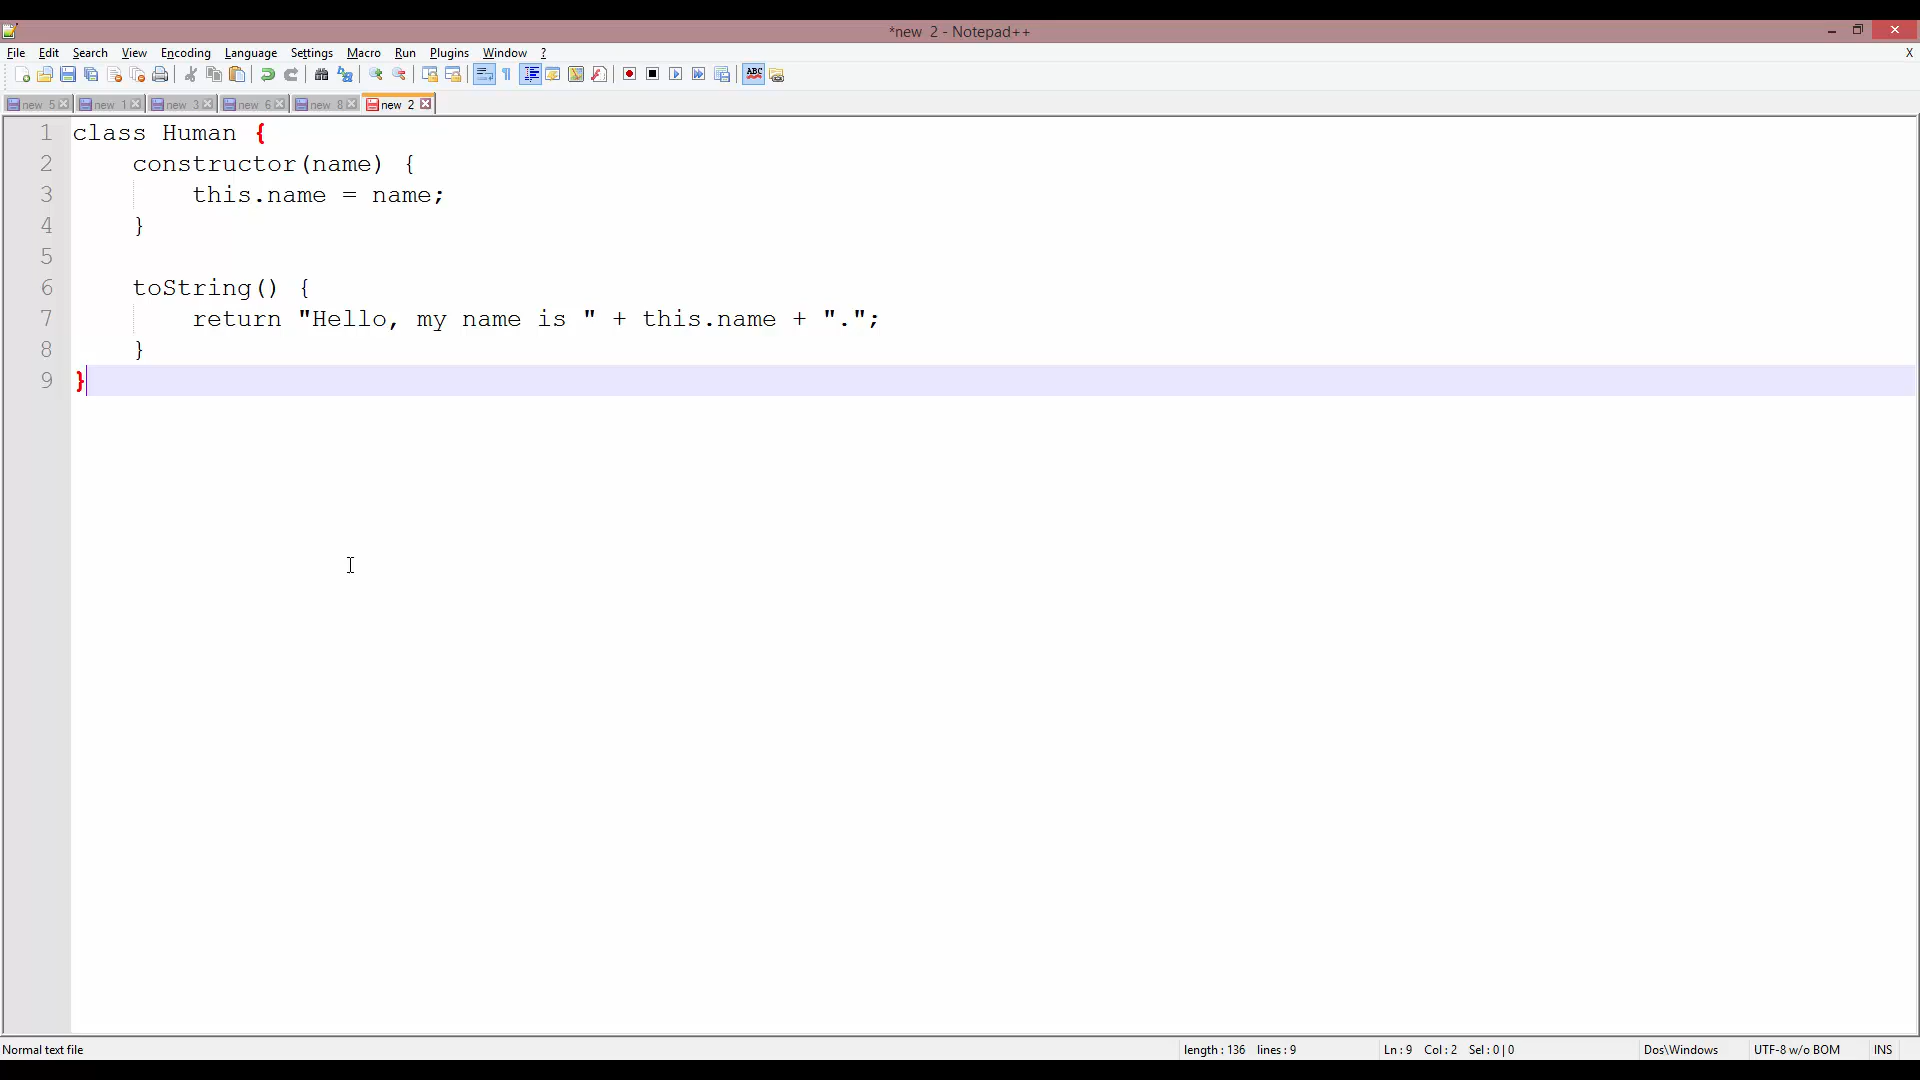 *new  2 - Notepad++
File Edit Search View Encoding Language Settings Macro Run Plugins Window ? X
new  5 new  1 new  3 new  6 new  8 new  2
1 class Human {
2     constructor(name) {
3         this.name = name;
4     }
5
6     toString() {
7         return "Hello, my name is " + this.name + ".";
8     }
9 }
Normal text file length : 136 lines : 9 Ln : 9 Col : 2 Sel : 0 | 0 Dos\Windows UTF-8 w/o BOM INS